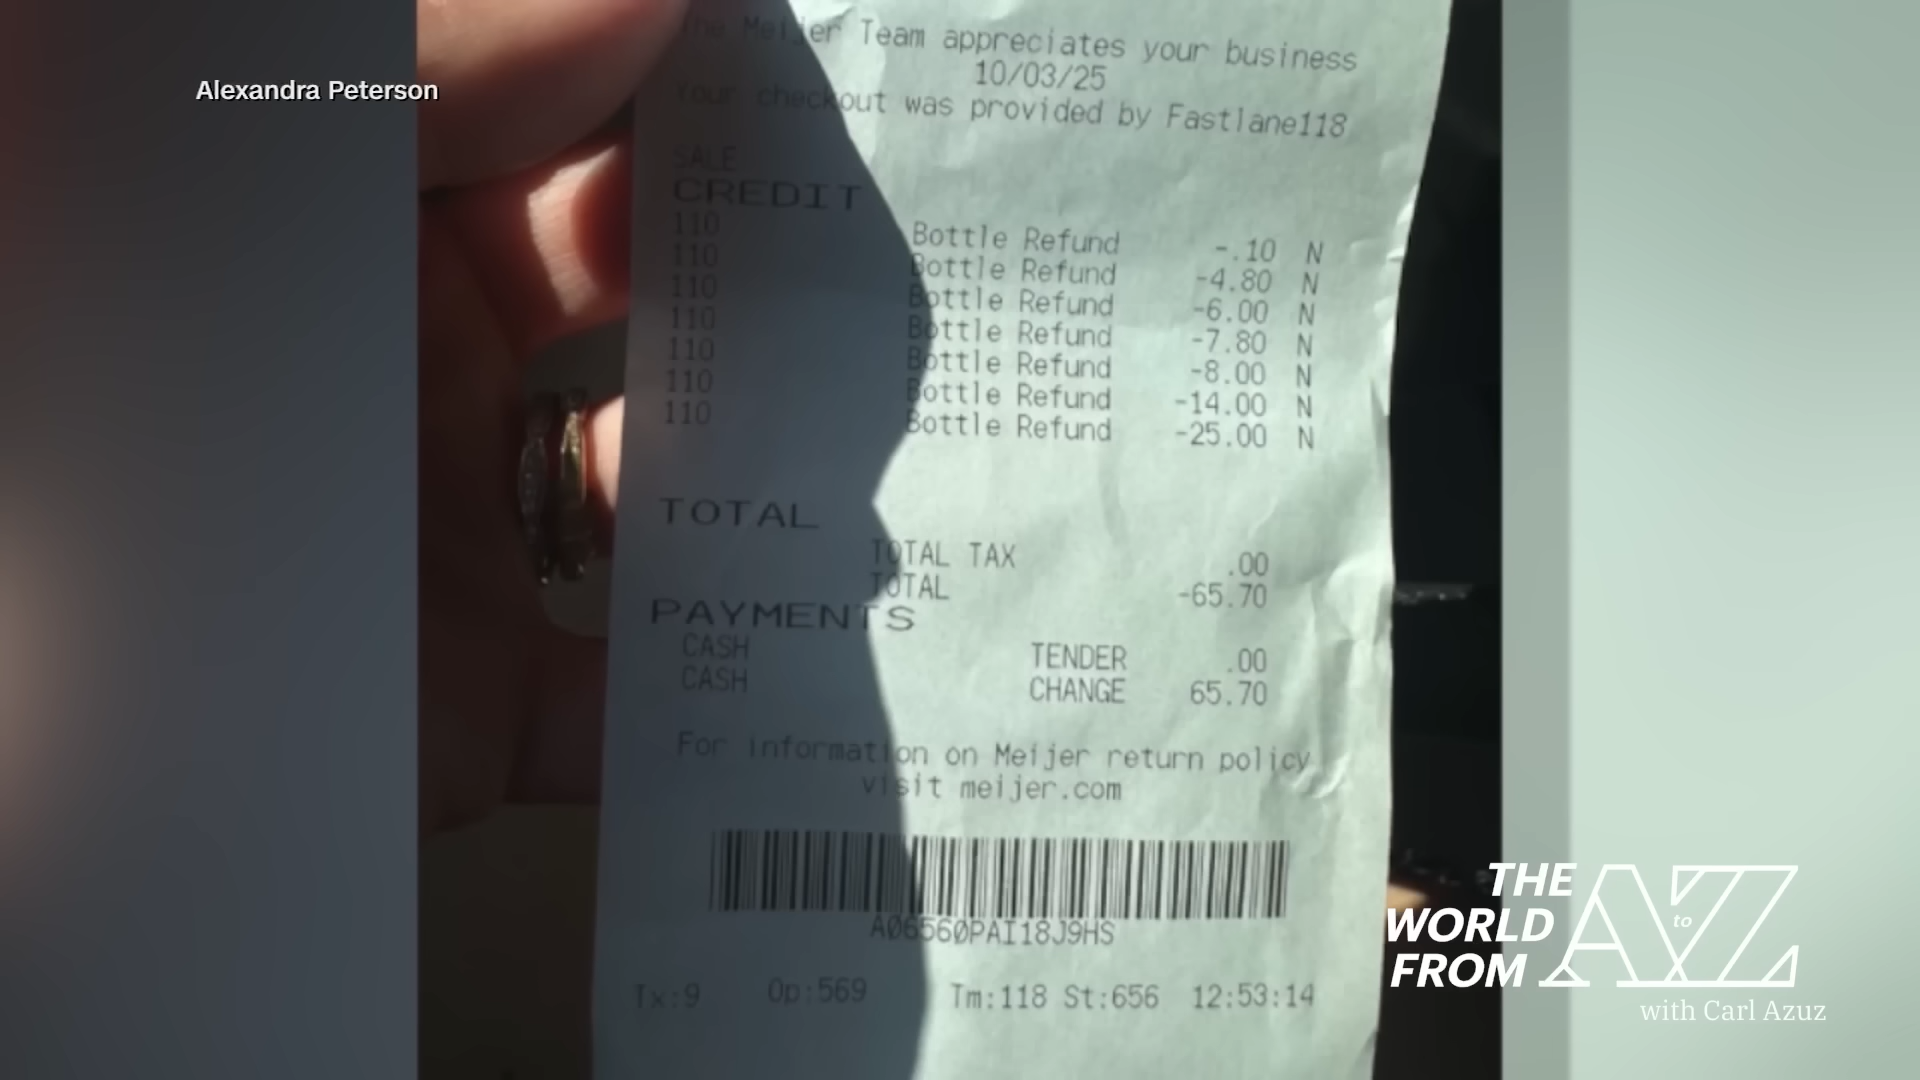 Alexandra Peterson
The Meijer Team appreciates your business
10/03/25
Your checkout was provided by Fastlane118
SALE
CREDIT
110 Bottle Refund -.10 N
110 Bottle Refund -4.80 N
110 Bottle Refund -6.00 N
110 Bottle Refund -7.80 N
110 Bottle Refund -8.00 N
110 Bottle Refund -14.00 N
110 Bottle Refund -25.00 N
TOTAL
TOTAL TAX .00
TOTAL -65.70
PAYMENTS
CASH TENDER .00
CASH CHANGE 65.70
For information on Meijer return policy
visit meijer.com
A06560PAI18J9HS
Tx:9 Op:569 Tm:118 St:656 12:53:14
THE
WORLD
FROM
A to Z
with Carl Azuz